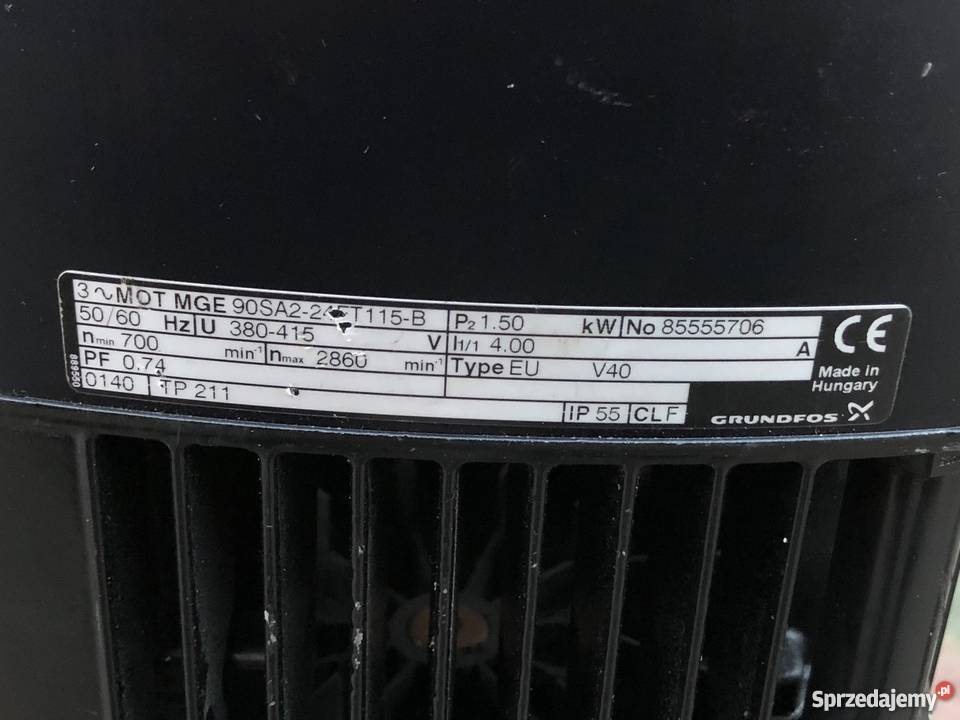 3~MOT MGE 90SA2-24FT115-B P2 1.50 kW No 85555706
50/60 Hz U 380-415 V I1/1 4.00 A
nmin 700 min-1 nmax 2860 min-1 Type EU V40
PF 0.74
0140 TP 211 IP 55 CL F
CE
Made in
Hungary
GRUNDFOS
Sprzedajemy.pl